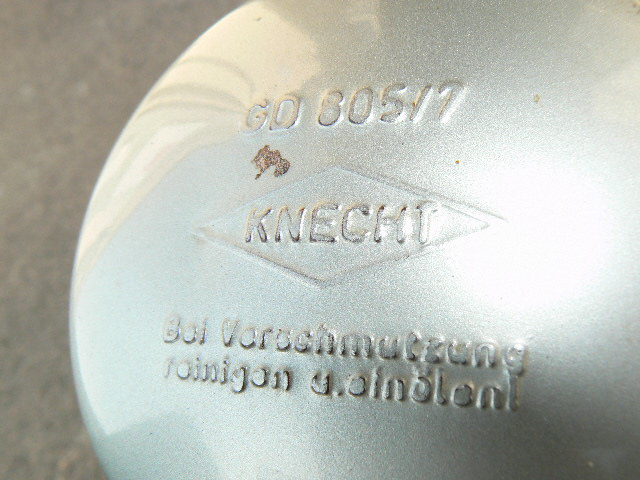 GD 805/7
KNECHT
Bei Verschmutzung
reinigen u.einölen!